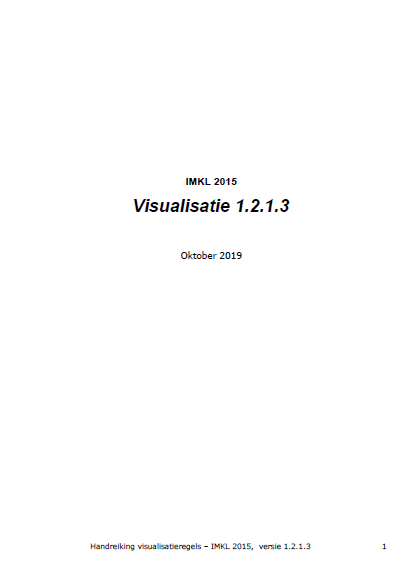 IMKL 2015
Visualisatie 1.2.1.3
Oktober 2019
Handreiking visualisatieregels – IMKL 2015, versie 1.2.1.3 1